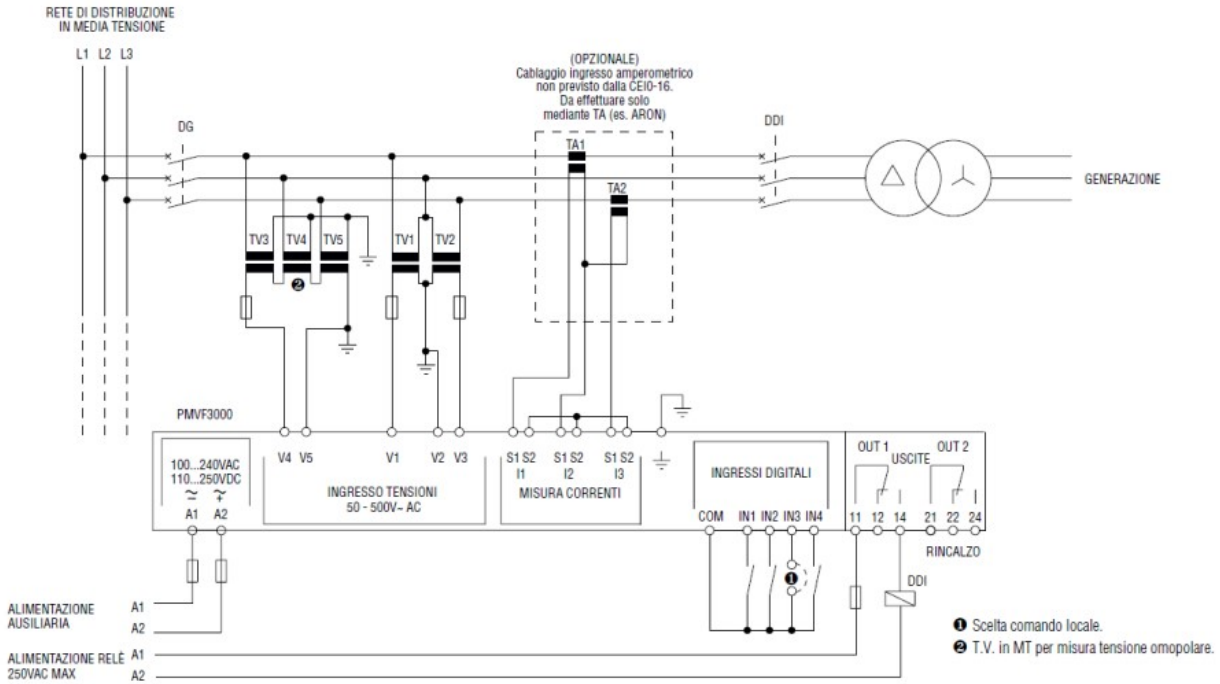 RETE DI DISTRIBUZIONE
IN MEDIA TENSIONE
L1 L2 L3
(OPZIONALE)
Cablaggio ingresso amperometrico
non previsto dalla CEI0-16.
Da effettuare solo
mediante TA (es. ARON)
DG
DDI
TA1
TA2
GENERAZIONE
TV3 TV4 TV5 TV1 TV2
❷
PMVF3000
100...240VAC
110...250VDC
A1 A2
V4 V5 V1 V2 V3
INGRESSO TENSIONI
50 - 500V~ AC
S1 S2 S1 S2 S1 S2
I1 I2 I3
MISURA CORRENTI
INGRESSI DIGITALI
COM IN1 IN2 IN3 IN4
OUT 1 OUT 2
USCITE
11 12 14 21 22 24
RINCALZO
❶
DDI
ALIMENTAZIONE
AUSILIARIA
A1
A2
ALIMENTAZIONE RELÈ
250VAC MAX
A1
A2
❶ Scelta comando locale.
❷ T.V. in MT per misura tensione omopolare.